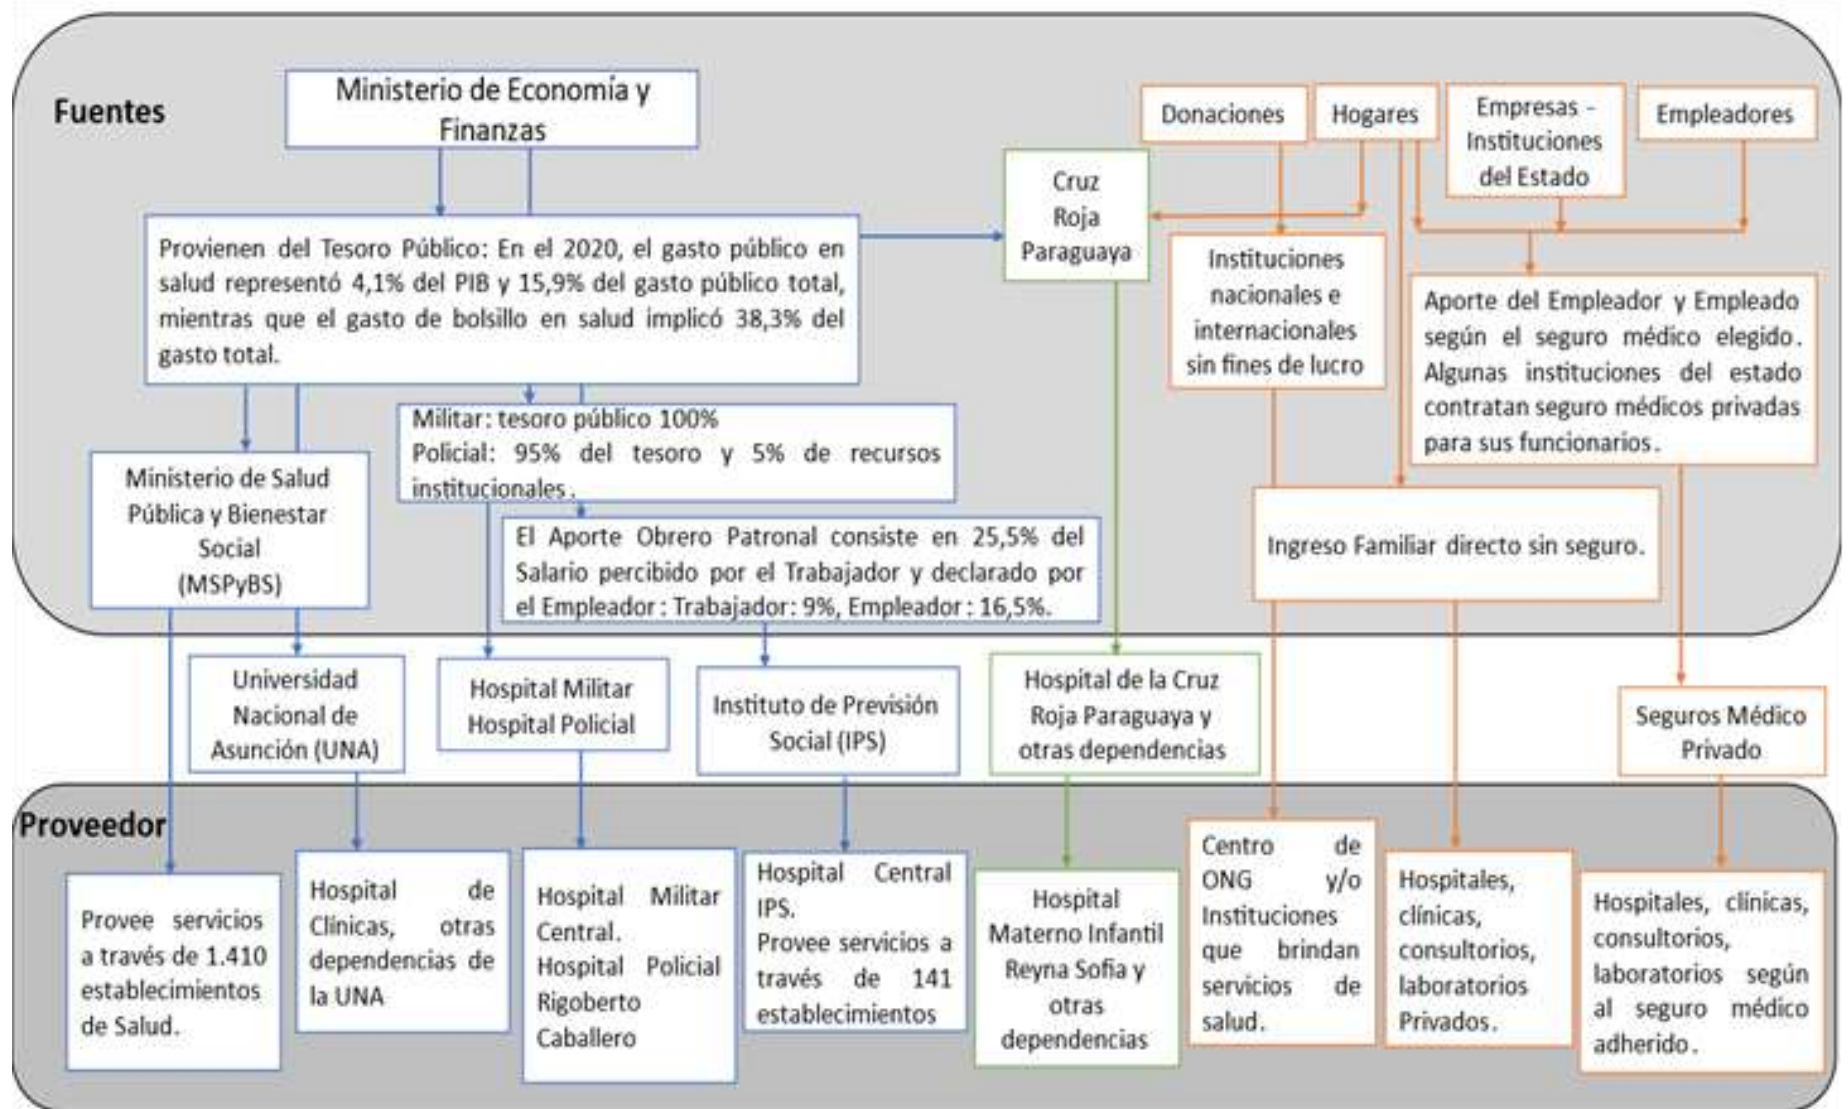 Fuentes
Ministerio de Economía y
Finanzas
Donaciones
Hogares
Empresas -
Instituciones
del Estado
Empleadores
Cruz
Roja
Paraguaya
Provienen del Tesoro Público: En el 2020, el gasto público en
salud representó 4,1% del PIB y 15,9% del gasto público total,
mientras que el gasto de bolsillo en salud implicó 38,3% del
gasto total.
Instituciones
nacionales e
internacionales
sin fines de lucro
Aporte del Empleador y Empleado
según el seguro médico elegido.
Algunas instituciones del estado
contratan seguro médicos privadas
para sus funcionarios.
Militar: tesoro público 100%
Policial: 95% del tesoro y 5% de recursos
institucionales.
Ministerio de Salud
Pública y Bienestar
Social
(MSPyBS)
El Aporte Obrero Patronal consiste en 25,5% del
Salario percibido por el Trabajador y declarado por
el Empleador: Trabajador: 9%, Empleador: 16,5%.
Ingreso Familiar directo sin seguro.
Universidad
Nacional de
Asunción (UNA)
Hospital Militar
Hospital Policial
Instituto de Previsión
Social (IPS)
Hospital de la Cruz
Roja Paraguaya y
otras dependencias
Seguros Médico
Privado
Proveedor
Provee servicios
a través de 1.410
establecimientos
de Salud.
Hospital de
Clínicas, otras
dependencias de
la UNA
Hospital Militar
Central.
Hospital Policial
Rigoberto
Caballero
Hospital Central
IPS.
Provee servicios a
través de 141
establecimientos
Hospital
Materno Infantil
Reyna Sofia y
otras
dependencias
Centro de
ONG y/o
Instituciones
que brindan
servicios de
salud.
Hospitales,
clínicas,
consultorios,
laboratorios
Privados.
Hospitales, clínicas,
consultorios,
laboratorios según
al seguro médico
adherido.